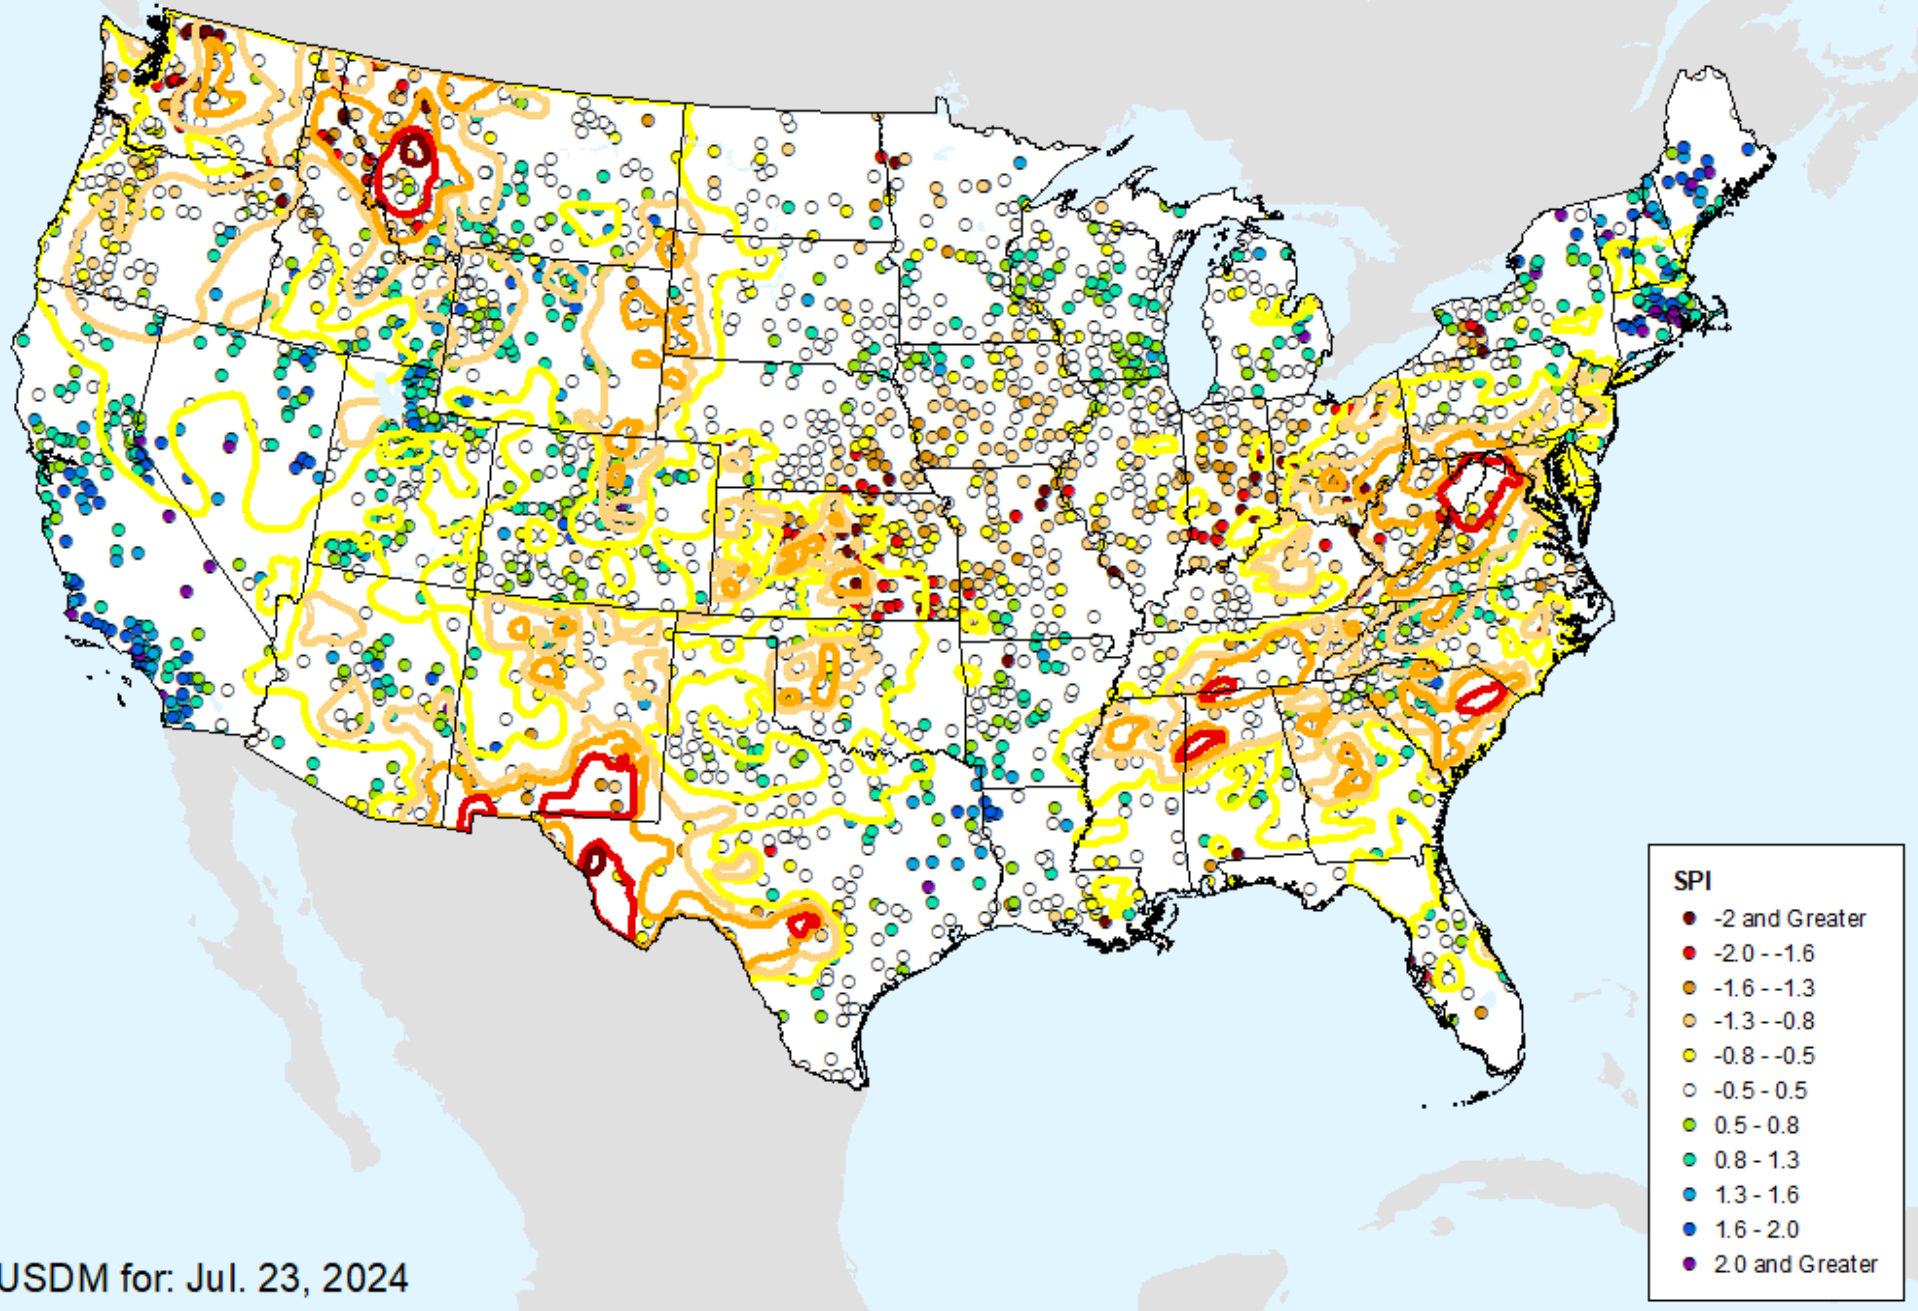 SPI
-2 and Greater
-2.0 - -1.6
-1.6 - -1.3
-1.3 - -0.8
-0.8 - -0.5
-0.5 - 0.5
0.5 - 0.8
0.8 - 1.3
1.3 - 1.6
1.6 - 2.0
2.0 and Greater
USDM for: Jul. 23, 2024